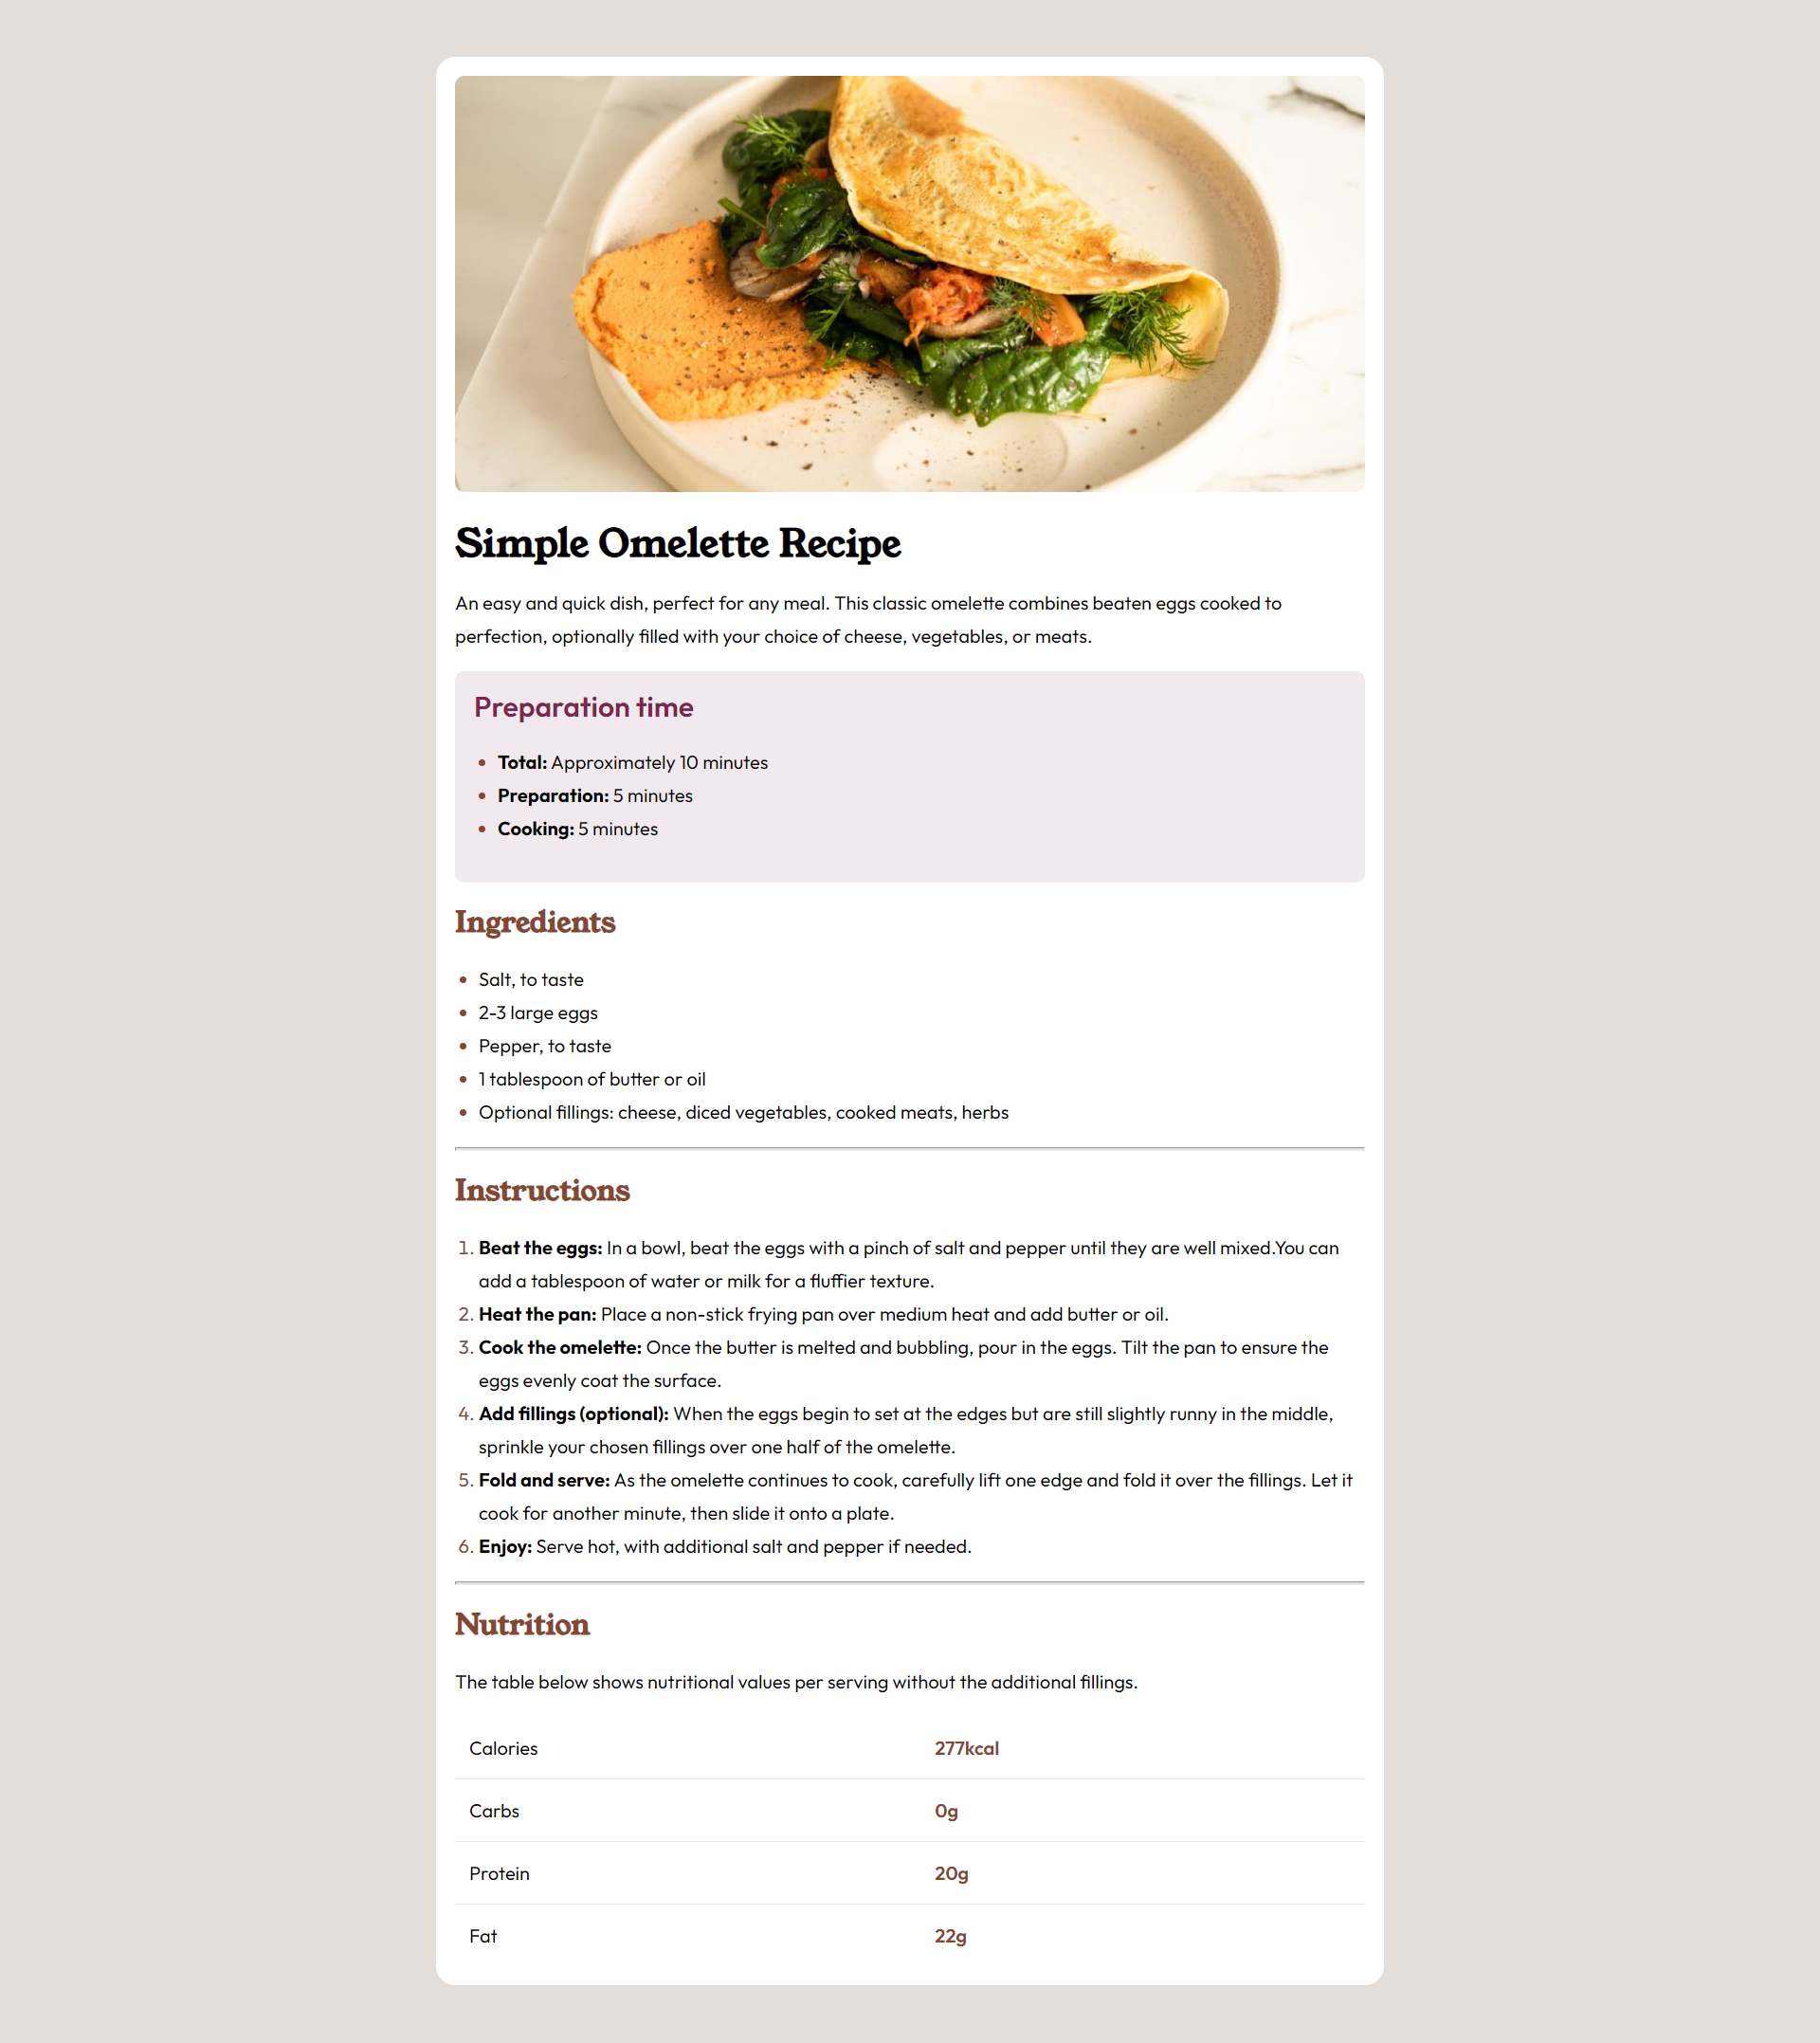 Simple Omelette Recipe
An easy and quick dish, perfect for any meal. This classic omelette combines beaten eggs cooked to
perfection, optionally filled with your choice of cheese, vegetables, or meats.
Preparation time
• Total: Approximately 10 minutes
• Preparation: 5 minutes
• Cooking: 5 minutes
Ingredients
• Salt, to taste
• 2-3 large eggs
• Pepper, to taste
• 1 tablespoon of butter or oil
• Optional fillings: cheese, diced vegetables, cooked meats, herbs
Instructions
1. Beat the eggs: In a bowl, beat the eggs with a pinch of salt and pepper until they are well mixed.You can
add a tablespoon of water or milk for a fluffier texture.
2. Heat the pan: Place a non-stick frying pan over medium heat and add butter or oil.
3. Cook the omelette: Once the butter is melted and bubbling, pour in the eggs. Tilt the pan to ensure the
eggs evenly coat the surface.
4. Add fillings (optional): When the eggs begin to set at the edges but are still slightly runny in the middle,
sprinkle your chosen fillings over one half of the omelette.
5. Fold and serve: As the omelette continues to cook, carefully lift one edge and fold it over the fillings. Let it
cook for another minute, then slide it onto a plate.
6. Enjoy: Serve hot, with additional salt and pepper if needed.
Nutrition
The table below shows nutritional values per serving without the additional fillings.
Calories 277kcal
Carbs 0g
Protein 20g
Fat 22g